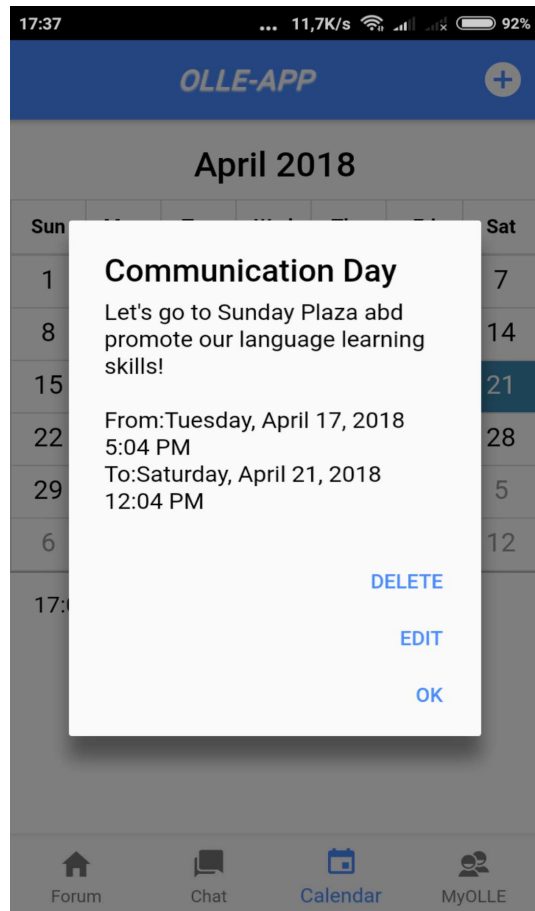 17:37 ... 11,7K/s 92%
OLLE-APP
April 2018
Sun Sat
1 7
8 14
15 21
22 28
29 5
6 12
Communication Day
Let's go to Sunday Plaza abd
promote our language learning
skills!
From:Tuesday, April 17, 2018
5:04 PM
To:Saturday, April 21, 2018
12:04 PM
DELETE
EDIT
OK
Forum Chat Calendar MyOLLE